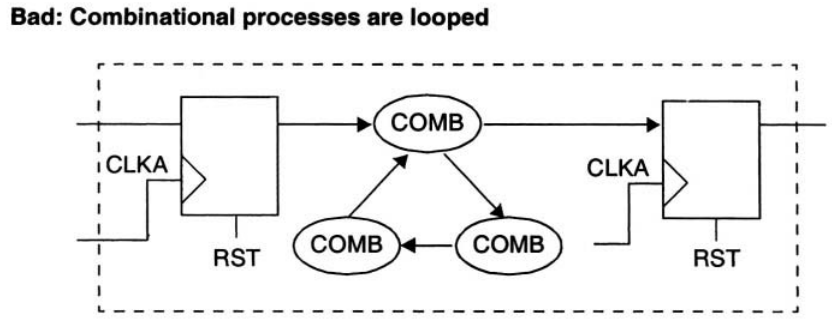 Bad: Combinational processes are looped
COMB
CLKA
CLKA
COMB
COMB
RST
RST